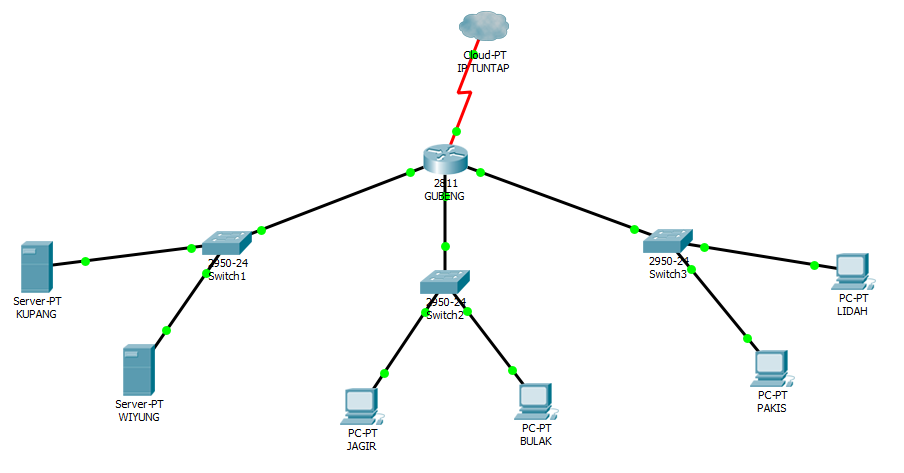 Cloud-PT
IP TUNTAP
2811
GUBENG
2950-24
Switch1
2950-24
Switch3
2950-24
Switch2
Server-PT
KUPANG
PC-PT
LIDAH
Server-PT
WIYUNG
PC-PT
JAGIR
PC-PT
BULAK
PC-PT
PAKIS